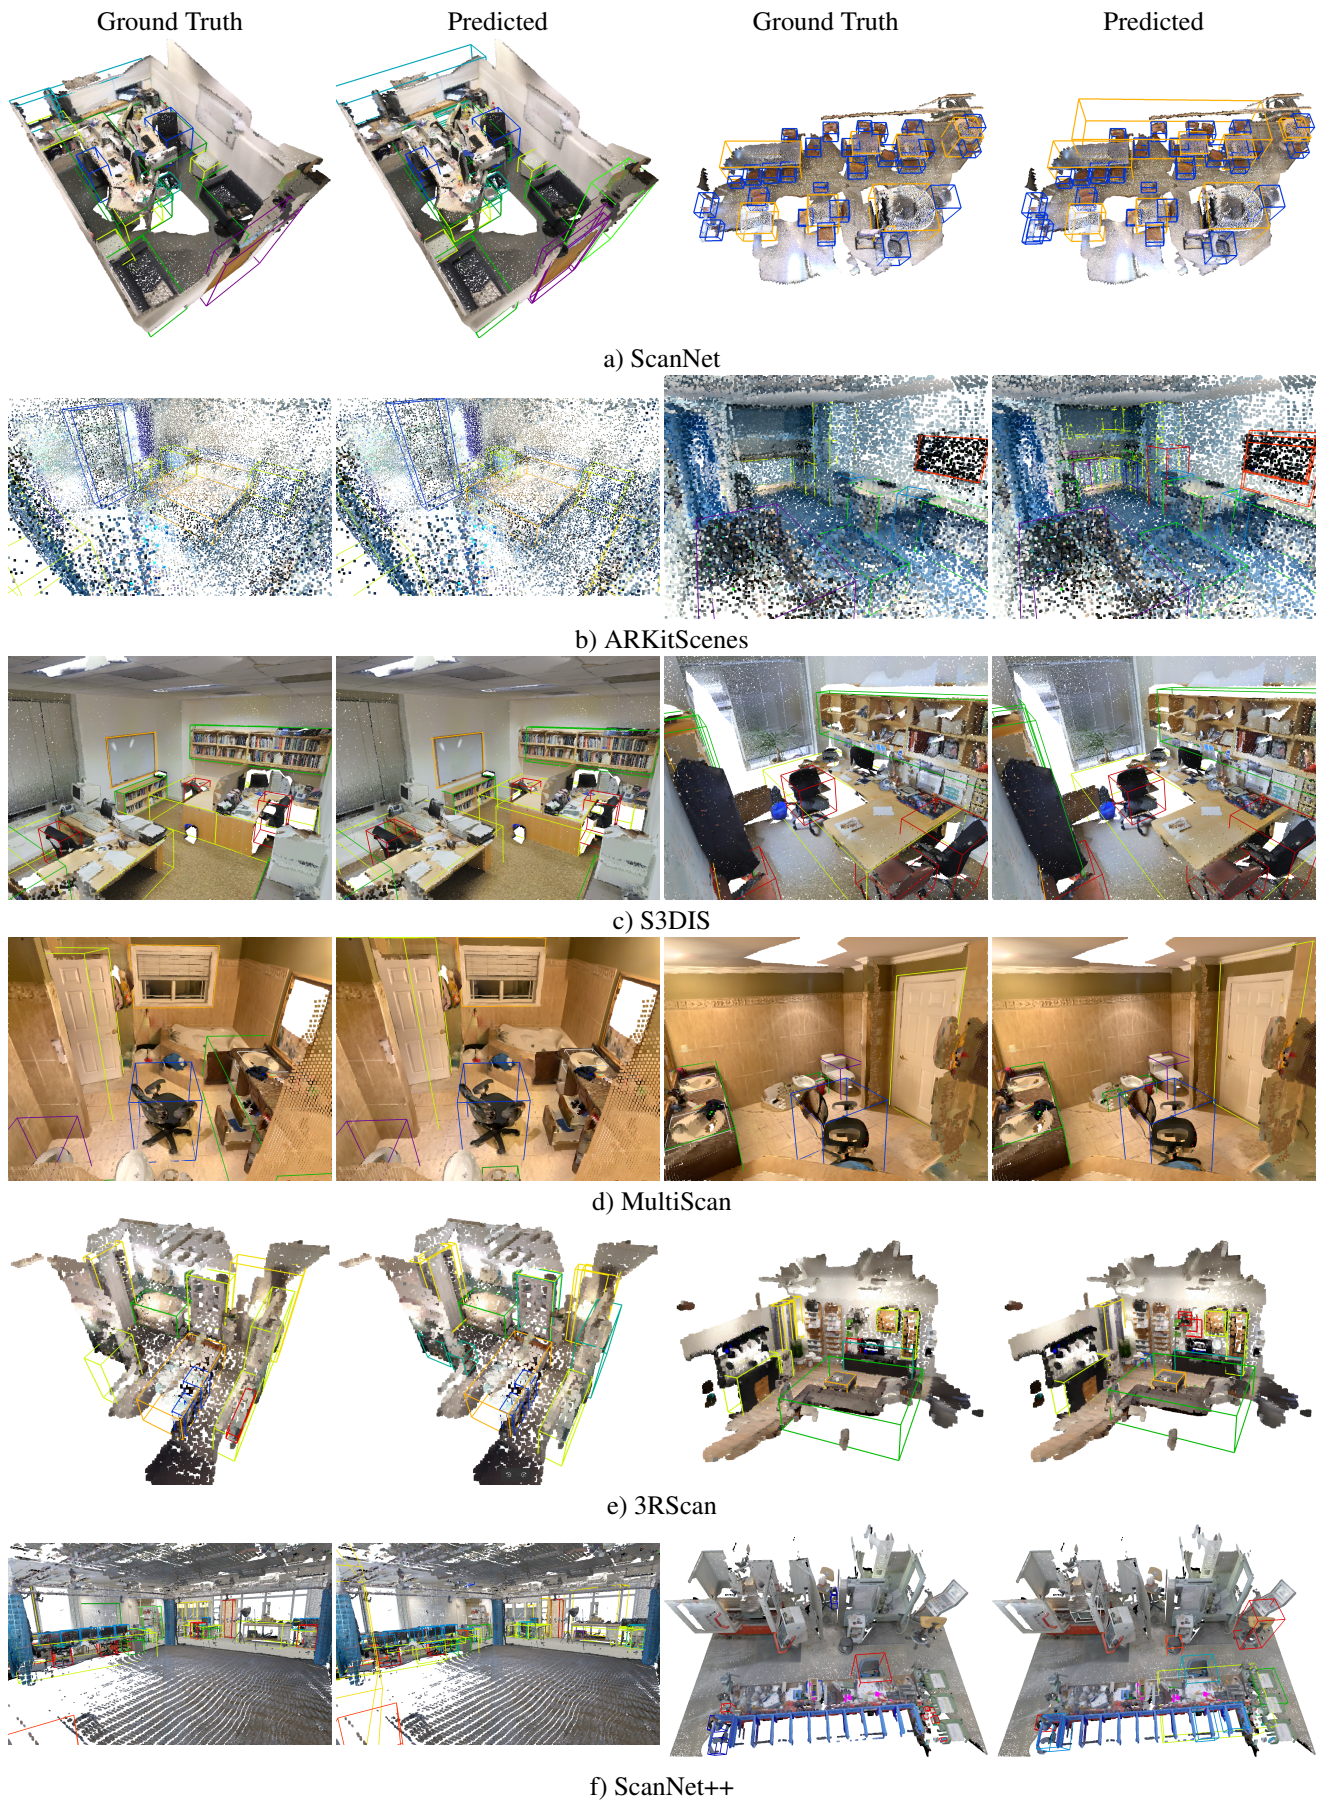 Ground Truth Predicted Ground Truth Predicted
a) ScanNet
b) ARKitScenes
c) S3DIS
d) MultiScan
e) 3RScan
f) ScanNet++